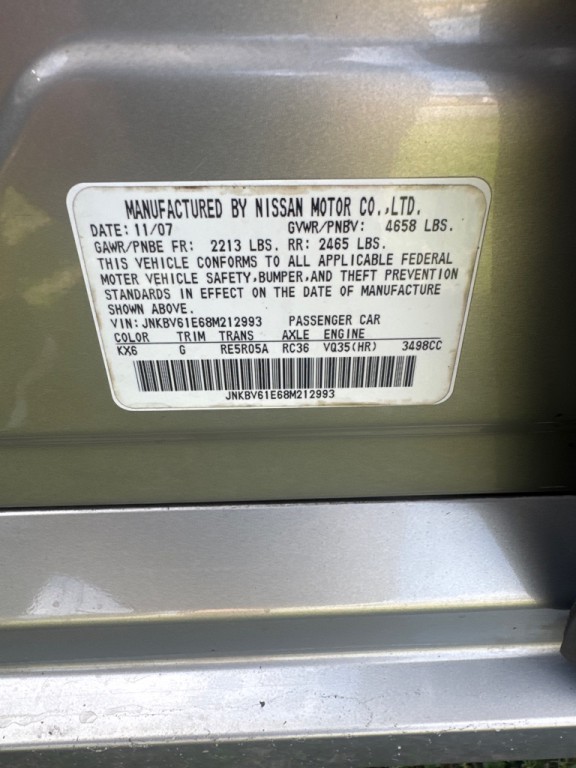 MANUFACTURED BY NISSAN MOTOR CO.,LTD.
DATE: 11/07 GVWR/PNBV: 4658 LBS.
GAWR/PNBE FR: 2213 LBS. RR: 2465 LBS.
THIS VEHICLE CONFORMS TO ALL APPLICABLE FEDERAL
MOTOR VEHICLE SAFETY,BUMPER,AND THEFT PREVENTION
STANDARDS IN EFFECT ON THE DATE OF MANUFACTURE
SHOWN ABOVE.
VIN: JNKBV61E68M212993 PASSENGER CAR
COLOR TRIM TRANS AXLE ENGINE
KX6 G RE5R05A RC36 VQ35(HR) 3498CC
JNKBV61E68M212993